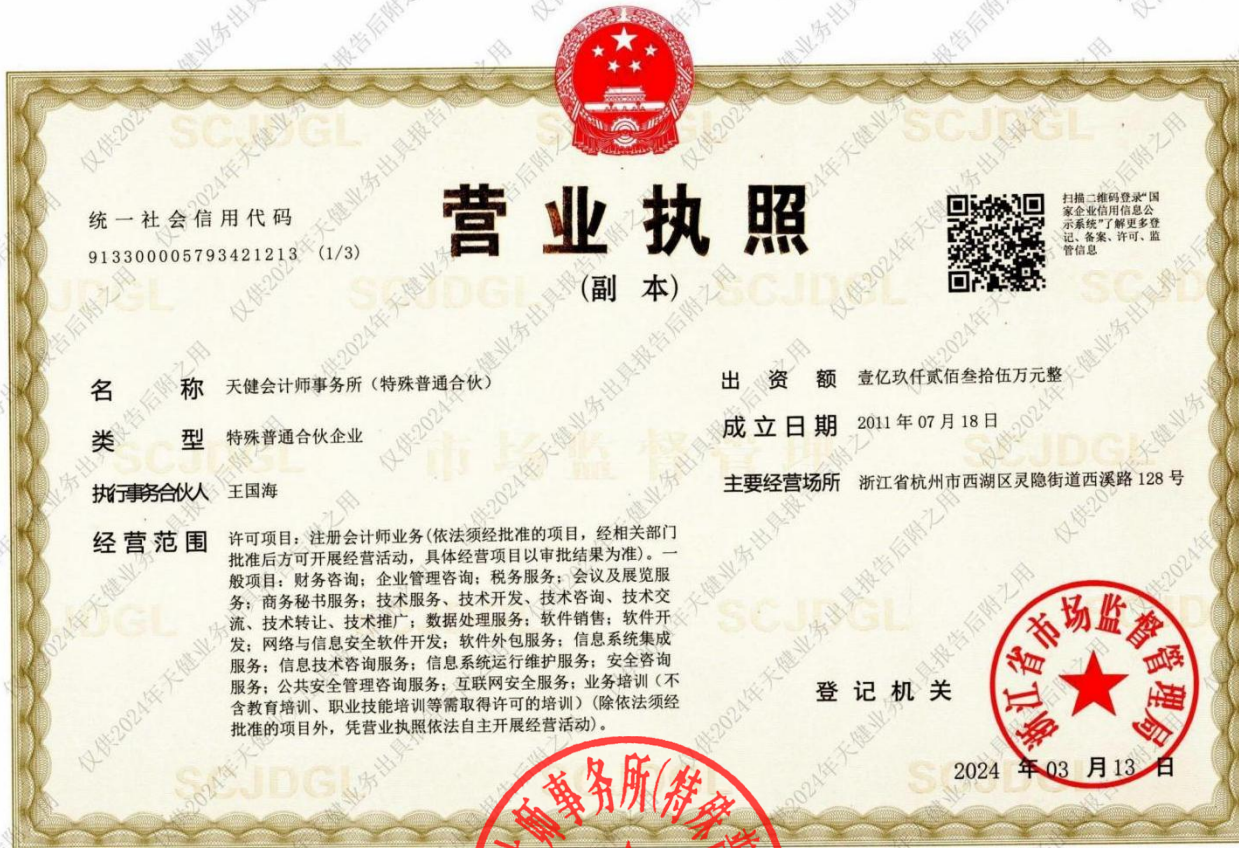 统一社会信用代码
913300005793421213 (1/3)
营业执照
(副 本)
扫描二维码登录“国
家企业信用信息公
示系统”了解更多登
记、备案、许可、监
管信息
名 称 天健会计师事务所（特殊普通合伙）
类 型 特殊普通合伙企业
执行事务合伙人 王国海
经营范围 许可项目：注册会计师业务(依法须经批准的项目，经相关部门
批准后方可开展经营活动，具体经营项目以审批结果为准)。一
般项目：财务咨询；企业管理咨询；税务服务；会议及展览服
务；商务秘书服务；技术服务、技术开发、技术咨询、技术交
流、技术转让、技术推广；数据处理服务；软件销售；软件开
发；网络与信息安全软件开发；软件外包服务；信息系统集成
服务；信息技术咨询服务；信息系统运行维护服务；安全咨询
服务；公共安全管理咨询服务；互联网安全服务；业务培训（不
含教育培训、职业技能培训等需取得许可的培训）(除依法须经
批准的项目外，凭营业执照依法自主开展经营活动)。
出 资 额 壹亿玖仟贰佰叁拾伍万元整
成立日期 2011年07月18日
主要经营场所 浙江省杭州市西湖区灵隐街道西溪路128号
登记机关
浙江省市场监督管理局
2024 年 03 月 13 日
师事务所(特殊普
仅供2024年天健业务出具报告后附之用
SCJDGL
市场监督管理